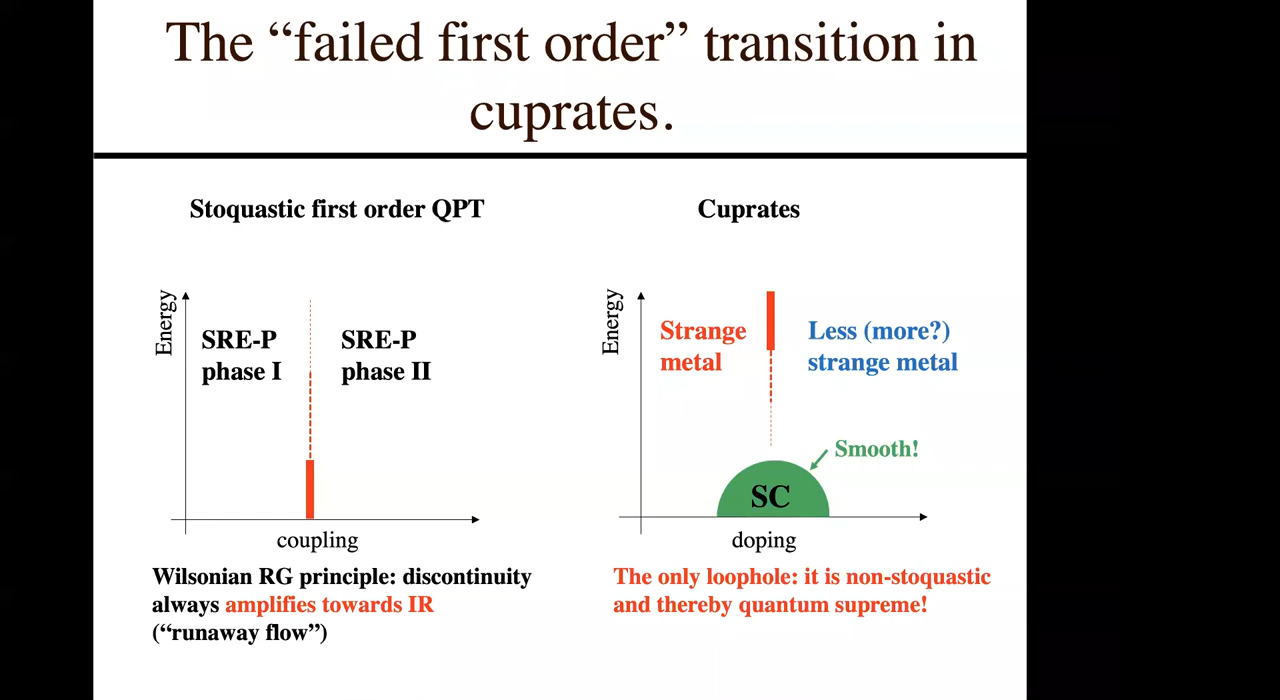 The “failed first order” transition in
cuprates.
Stoquastic first order QPT
Energy
SRE-P
phase I
SRE-P
phase II
coupling
Wilsonian RG principle: discontinuity
always amplifies towards IR
(“runaway flow”)
Cuprates
Energy
Strange
metal
Less (more?)
strange metal
Smooth!
SC
doping
The only loophole: it is non-stoquastic
and thereby quantum supreme!